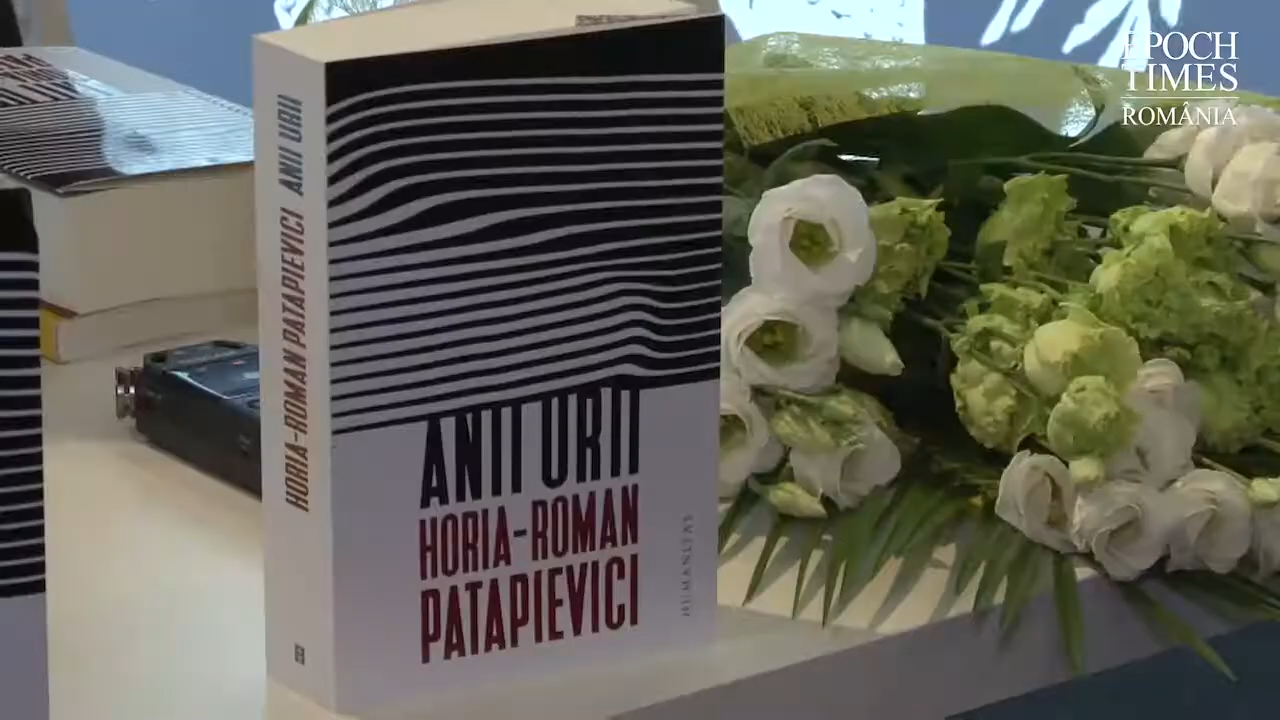 EPOCH
TIMES
ROMÂNIA
HORIA-ROMAN PATAPIEVICI ANII URII
ANII URII
HORIA-ROMAN
PATAPIEVICI
HUMANITAS